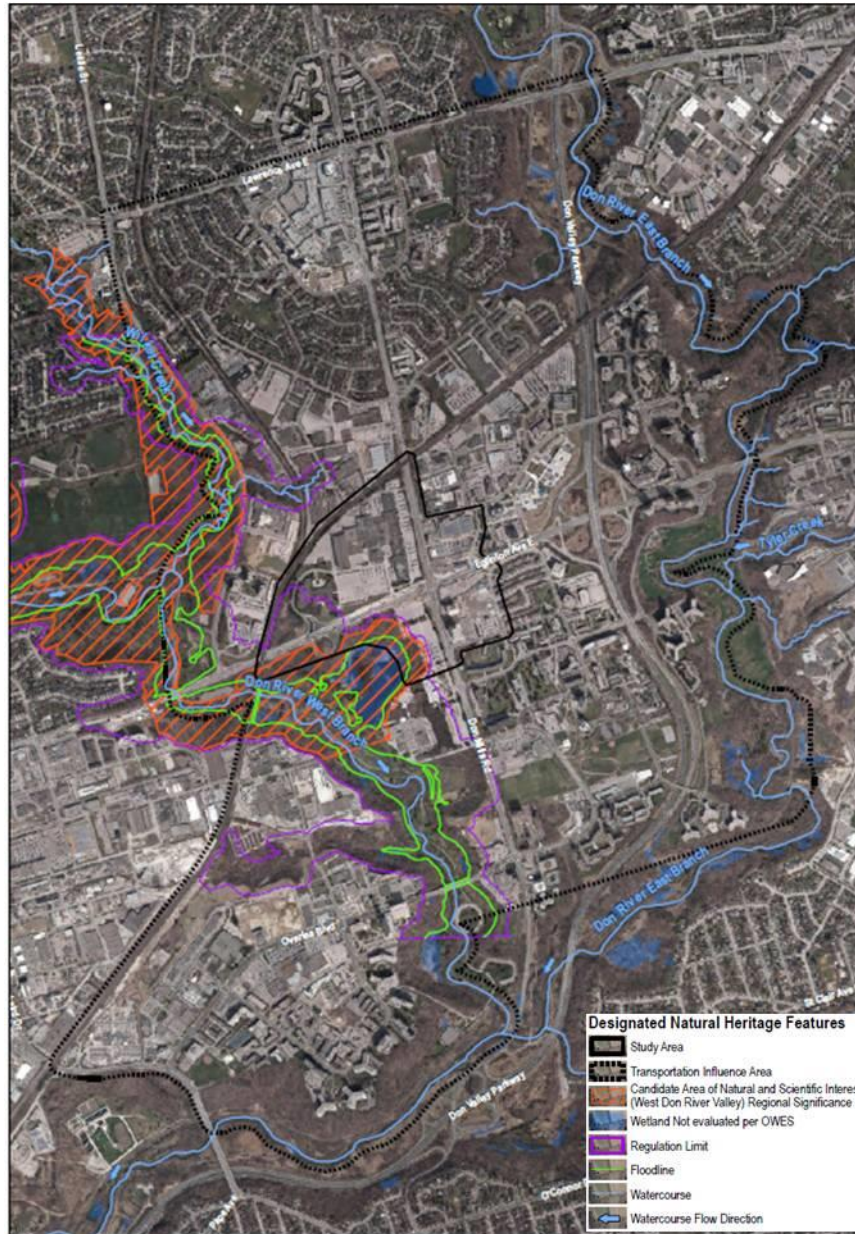 Leslie St
Lawrence Ave E
Don River East Branch
Don Valley Parkway
Wilket Creek
Eglinton Ave E
Tyler Creek
Don River West Branch
Don Mills Rd
Don River East Branch
Overlea Blvd
St Clair Ave
Don Valley Parkway
O'Connor
Designated Natural Heritage Features
Study Area
Transportation Influence Area
Candidate Area of Natural and Scientific Interes
(West Don River Valley) Regional Significance
Wetland Not evaluated per OWES
Regulation Limit
Floodline
Watercourse
Watercourse Flow Direction